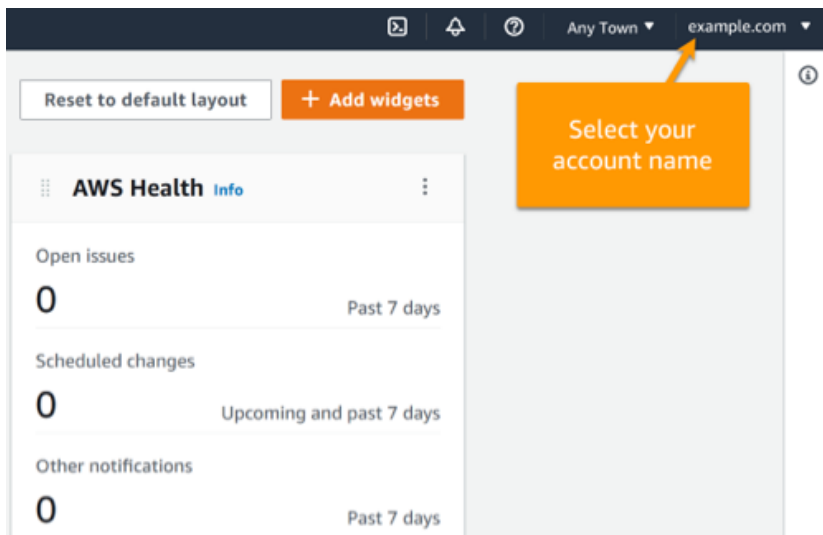 Any Town example.com
Reset to default layout + Add widgets
Select your
account name
AWS Health Info
Open issues
0 Past 7 days
Scheduled changes
0 Upcoming and past 7 days
Other notifications
0 Past 7 days